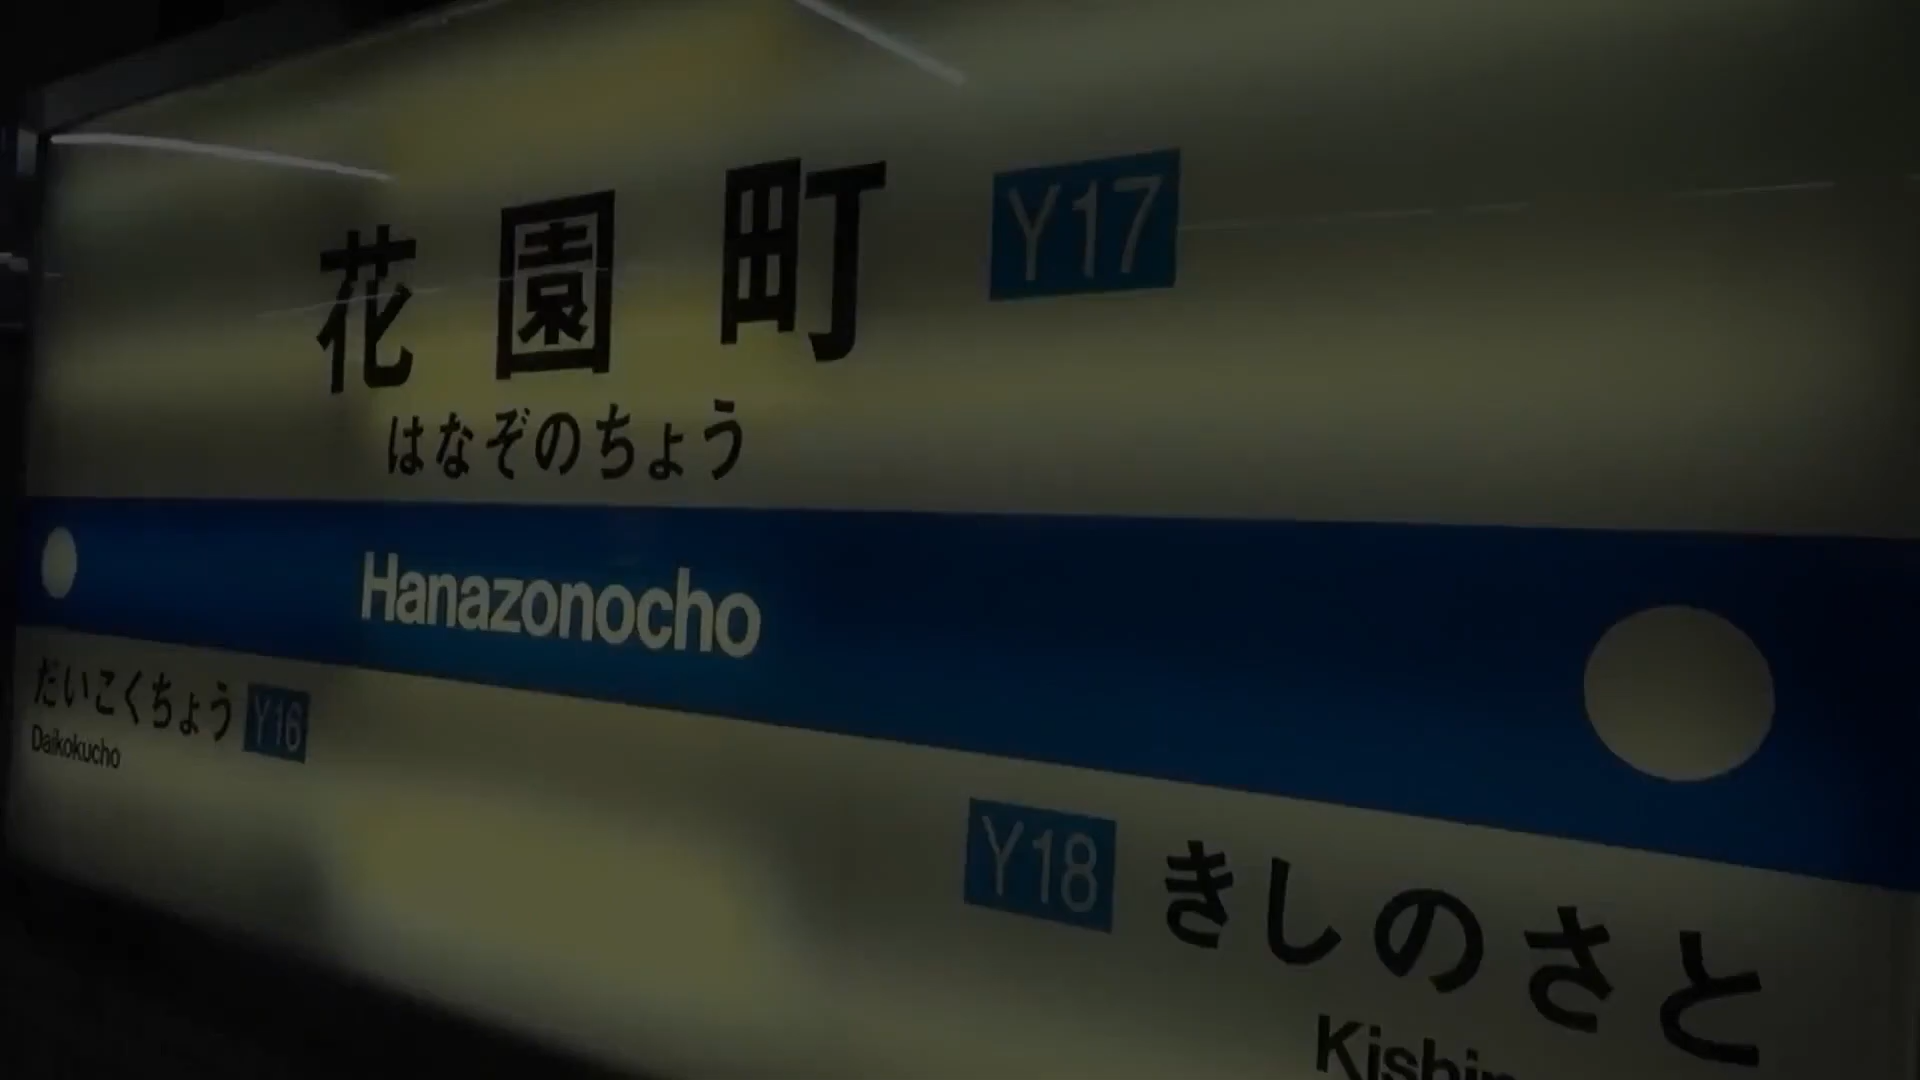 花園町 Y17
はなぞのちょう
Hanazonocho
だいこくちょう Y16
Daikokucho
Y18 きしのさと
Kishin